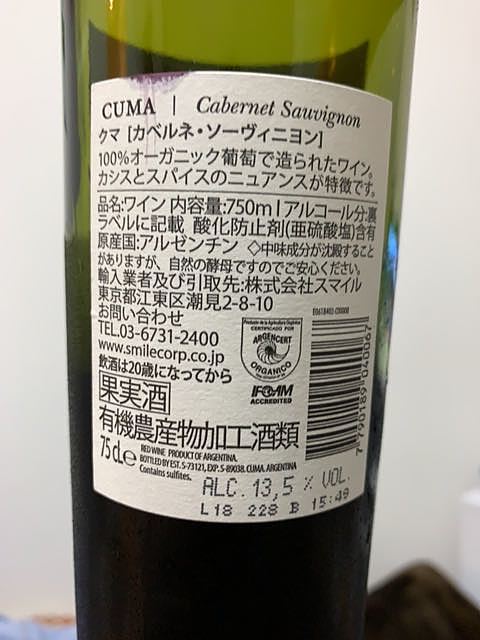 CUMA | Cabernet Sauvignon
クマ [カベルネ・ソーヴィニヨン]
100%オーガニック葡萄で造られたワイン。
カシスとスパイスのニュアンスが特徴です。
品名:ワイン 内容量:750ml アルコール分:裏
ラベルに記載 酸化防止剤(亜硫酸塩)含有
原産国:アルゼンチン ◇中味成分が沈殿すること
がありますが、自然の酵母ですのでご安心ください。
輸入業者及び引取先:株式会社スマイル
東京都江東区潮見2-8-10
お問い合わせ
TEL.03-6731-2400
www.smilecorp.co.jp
飲酒は20歳になってから
果実酒
有機農産物加工酒類
75cl.e
RED WINE PRODUCT OF ARGENTINA.
BOTTLED BY EST. S-73121, EXP. S-89038. CUMA. ARGENTINA
Contains sulfites.
E0618402-C00000
CERTIFICADO POR
ARGENCERT
ORGANICO
IFOAM
ACCREDITED
7 790189 040067
ALC.13,5 % VOL.
L18 228 B 15:49